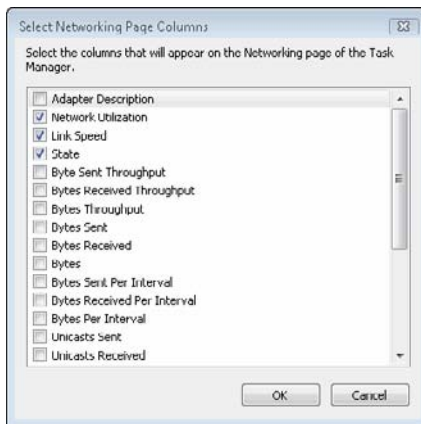 Select Networking Page Columns
Select the columns that will appear on the Networking page of the Task
Manager.
Adapter Description
Network Utilization
Link Speed
State
Byte Sent Throughput
Bytes Received Throughput
Bytes Throughput
Bytes Sent
Bytes Received
Bytes
Bytes Sent Per Interval
Bytes Received Per Interval
Bytes Per Interval
Unicasts Sent
Unicasts Received
OK
Cancel